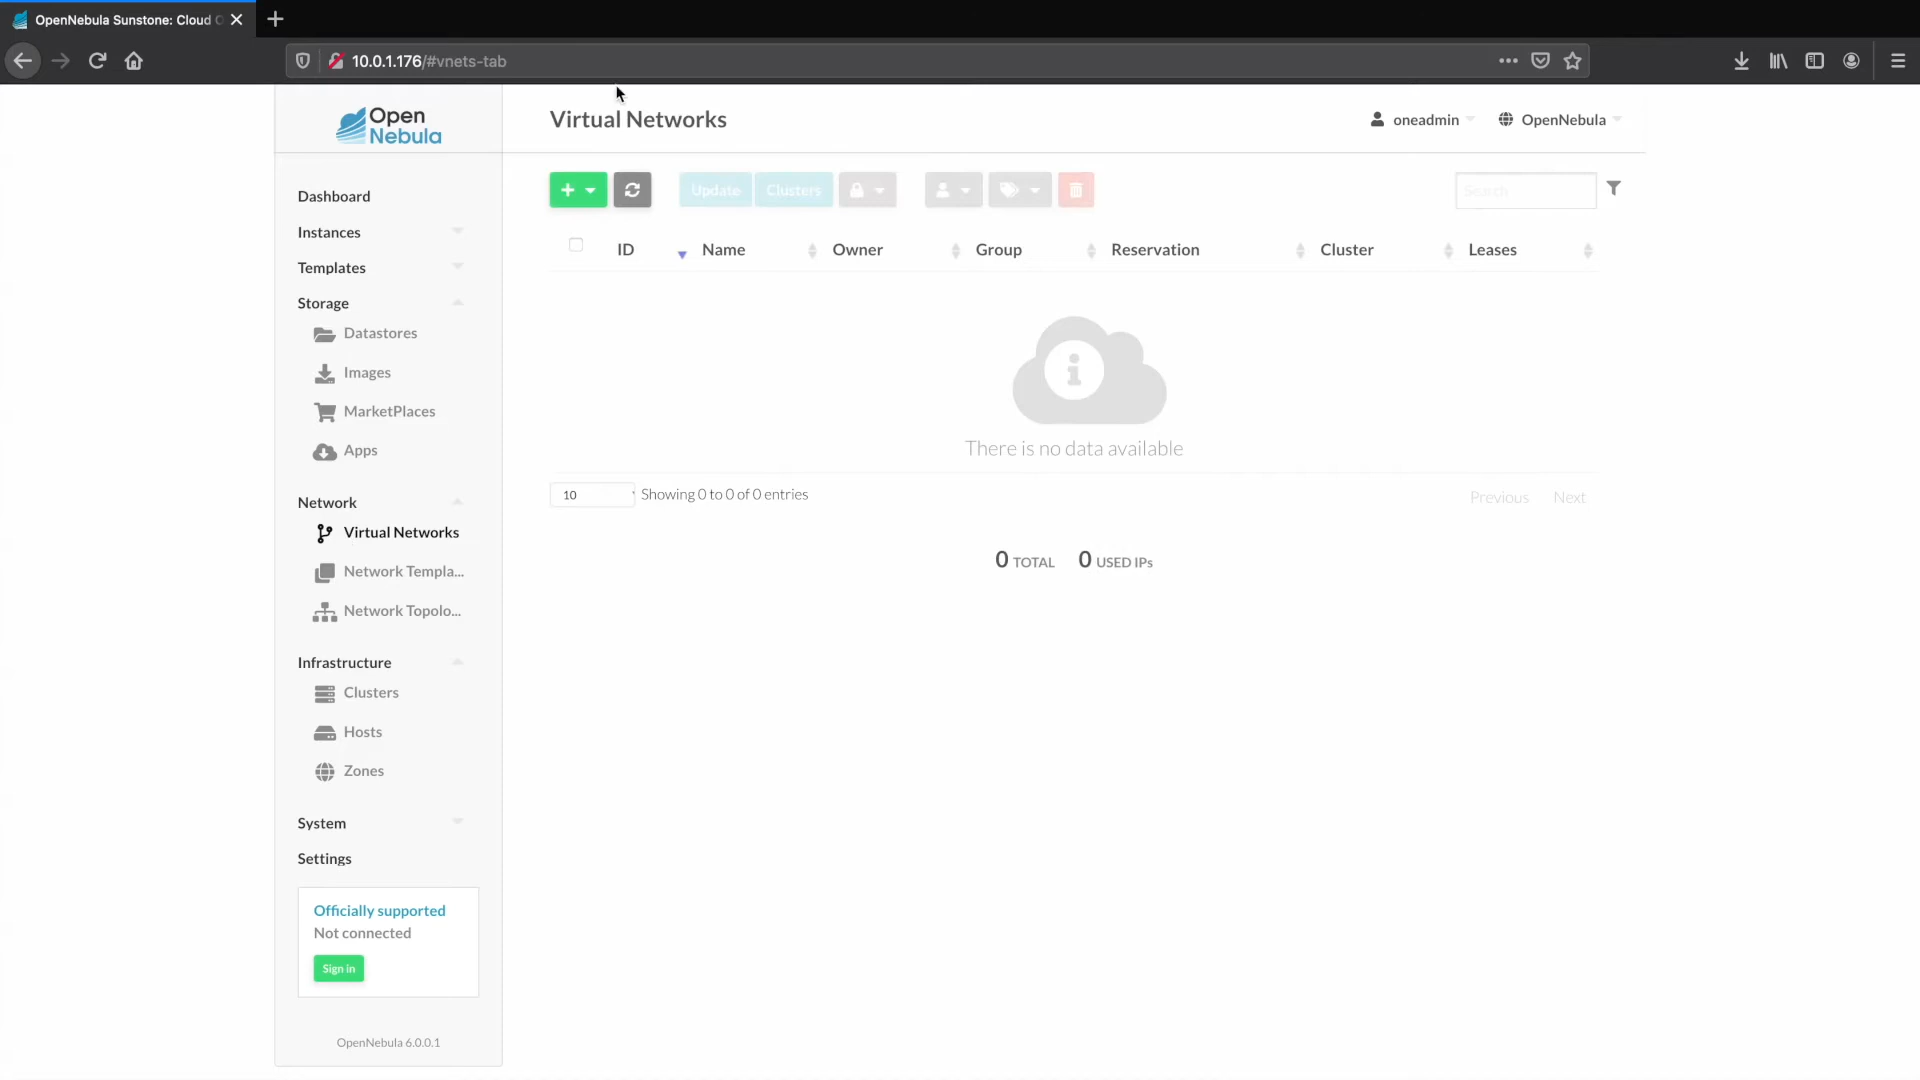 OpenNebula Sunstone: Cloud O
10.0.1.176/#vnets-tab
Open
Nebula
Virtual Networks
oneadmin
OpenNebula
Dashboard
Instances
Templates
Storage
Datastores
Images
MarketPlaces
Apps
Network
Virtual Networks
Network Templa...
Network Topolo...
Infrastructure
Clusters
Hosts
Zones
System
Settings
Officially supported
Not connected
Sign in
OpenNebula 6.0.0.1
Update
Clusters
Search
ID
Name
Owner
Group
Reservation
Cluster
Leases
There is no data available
10
Showing 0 to 0 of 0 entries
Previous
Next
0 TOTAL
0 USED IPs